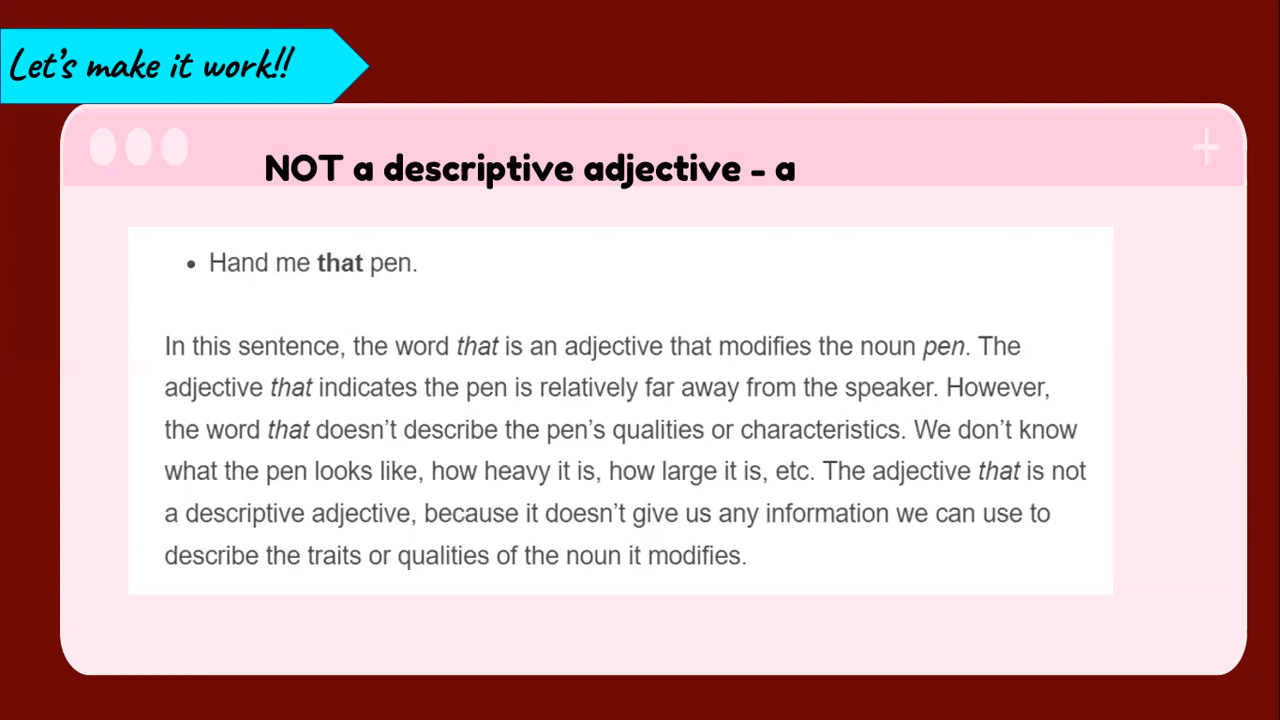 Let's make it work!!
NOT a descriptive adjective - a
• Hand me that pen.
In this sentence, the word that is an adjective that modifies the noun pen. The
adjective that indicates the pen is relatively far away from the speaker. However,
the word that doesn’t describe the pen’s qualities or characteristics. We don’t know
what the pen looks like, how heavy it is, how large it is, etc. The adjective that is not
a descriptive adjective, because it doesn’t give us any information we can use to
describe the traits or qualities of the noun it modifies.